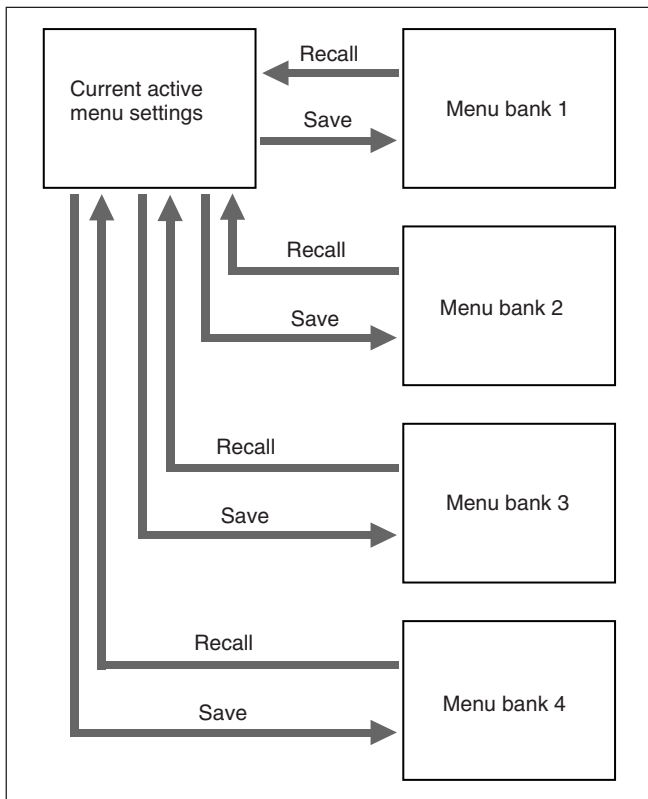 Current active
menu settings
Recall
Save
Menu bank 1
Recall
Save
Menu bank 2
Recall
Save
Menu bank 3
Recall
Save
Menu bank 4